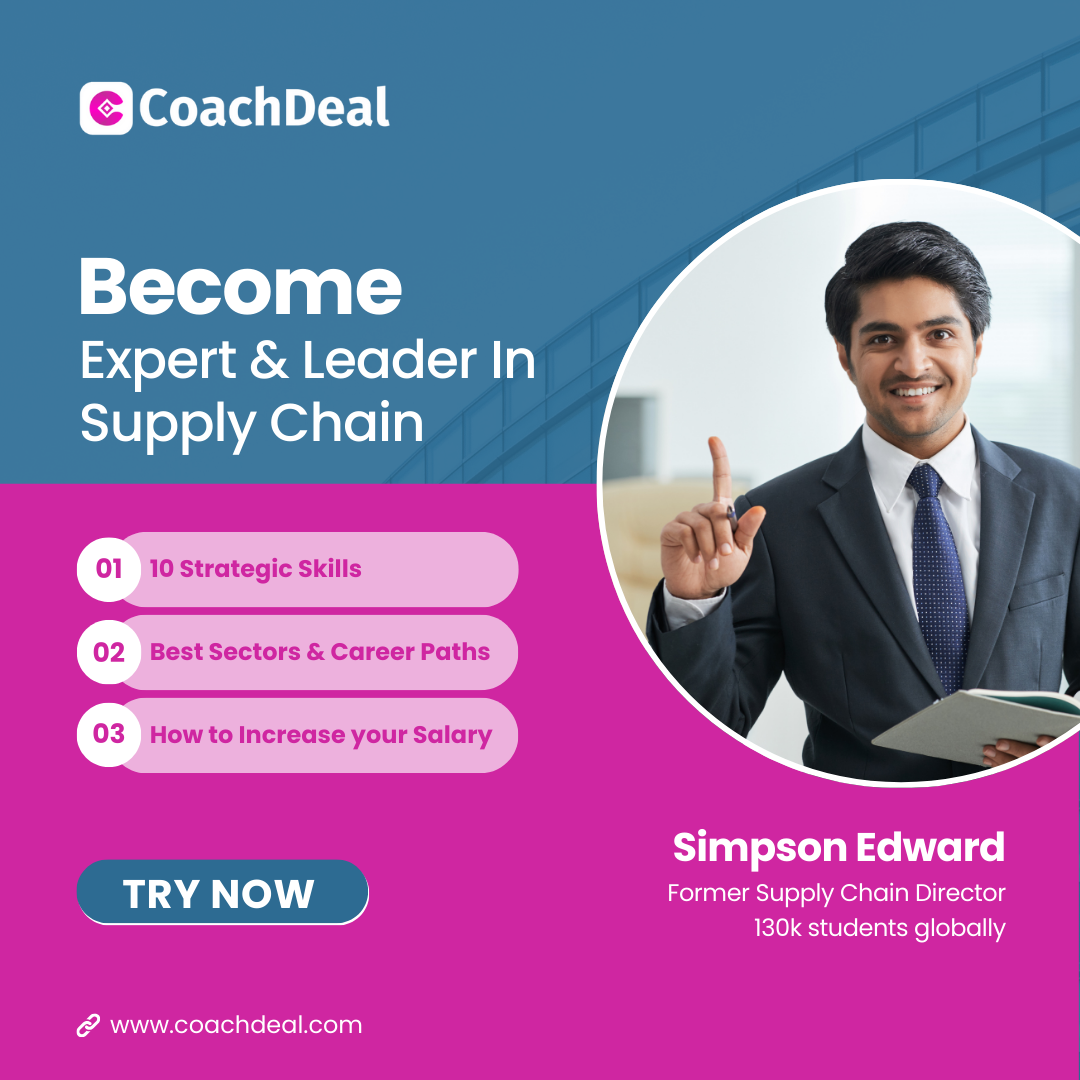 CoachDeal
Become
Expert & Leader In
Supply Chain
01 10 Strategic Skills
02 Best Sectors & Career Paths
03 How to Increase your Salary
TRY NOW
Simpson Edward
Former Supply Chain Director
130k students globally
www.coachdeal.com